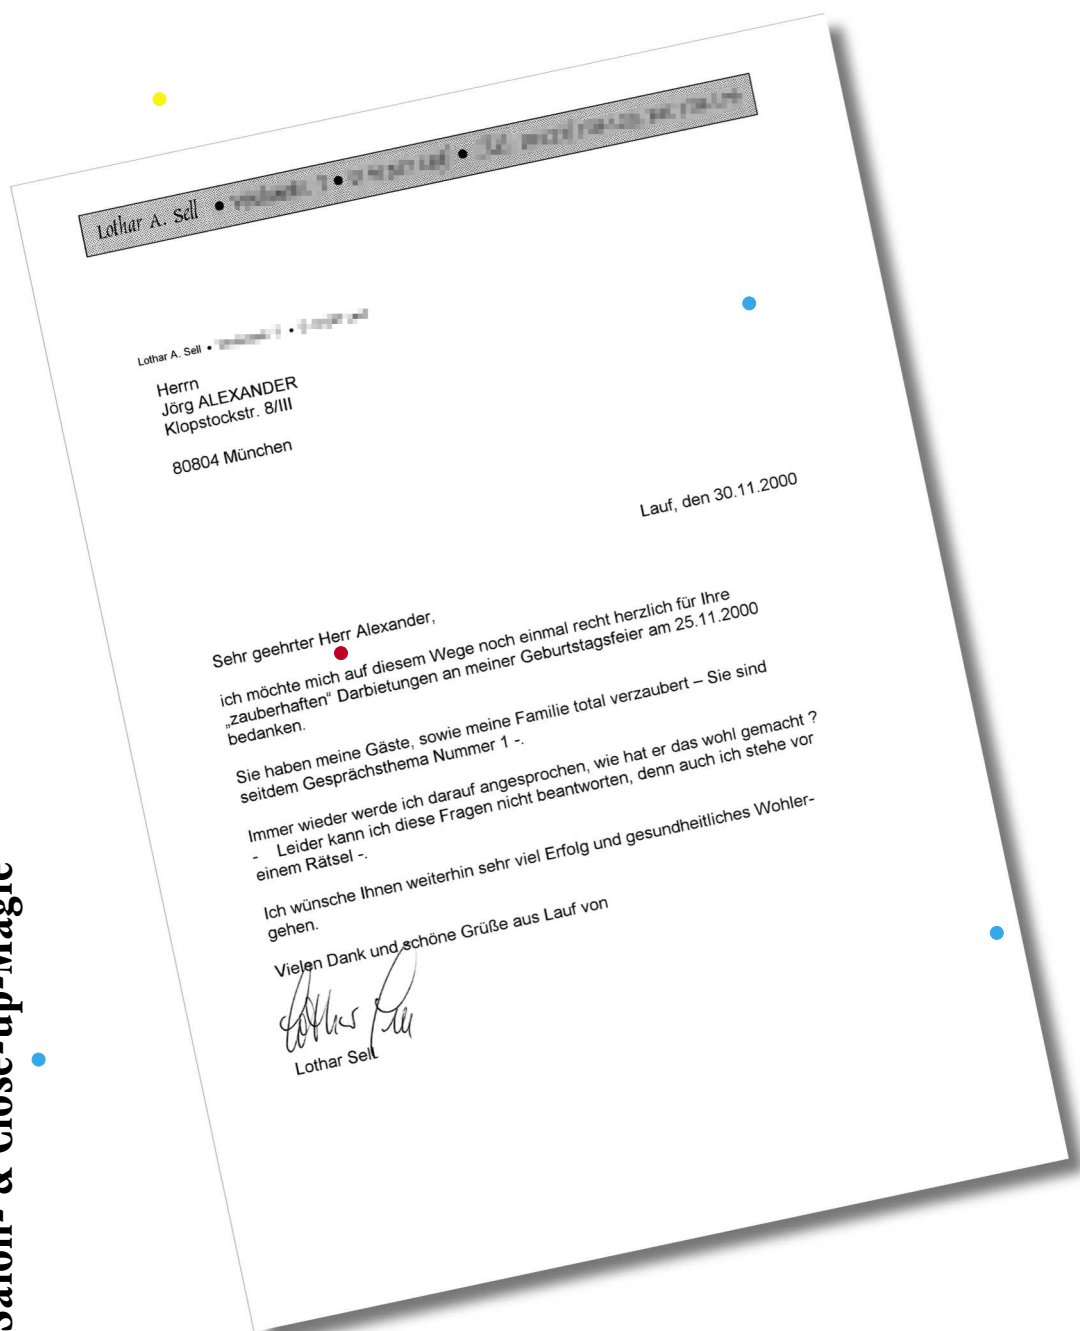 Lothar A. Sell • • •
Lothar A. Sell • •
Herrn
Jörg ALEXANDER
Klopstockstr. 8/III
80804 München
Lauf, den 30.11.2000
Sehr geehrter Herr Alexander,
ich möchte mich auf diesem Wege noch einmal recht herzlich für Ihre
„zauberhaften“ Darbietungen an meiner Geburtstagsfeier am 25.11.2000
bedanken.
Sie haben meine Gäste, sowie meine Familie total verzaubert – Sie sind
seitdem Gesprächsthema Nummer 1 -.
Immer wieder werde ich darauf angesprochen, wie hat er das wohl gemacht ?
- Leider kann ich diese Fragen nicht beantworten, denn auch ich stehe vor
einem Rätsel -.
Ich wünsche Ihnen weiterhin sehr viel Erfolg und gesundheitliches Wohler-
gehen.
Vielen Dank und schöne Grüße aus Lauf von
Lothar Sell
Lothar Sell
Salon- & Close-up-Magie